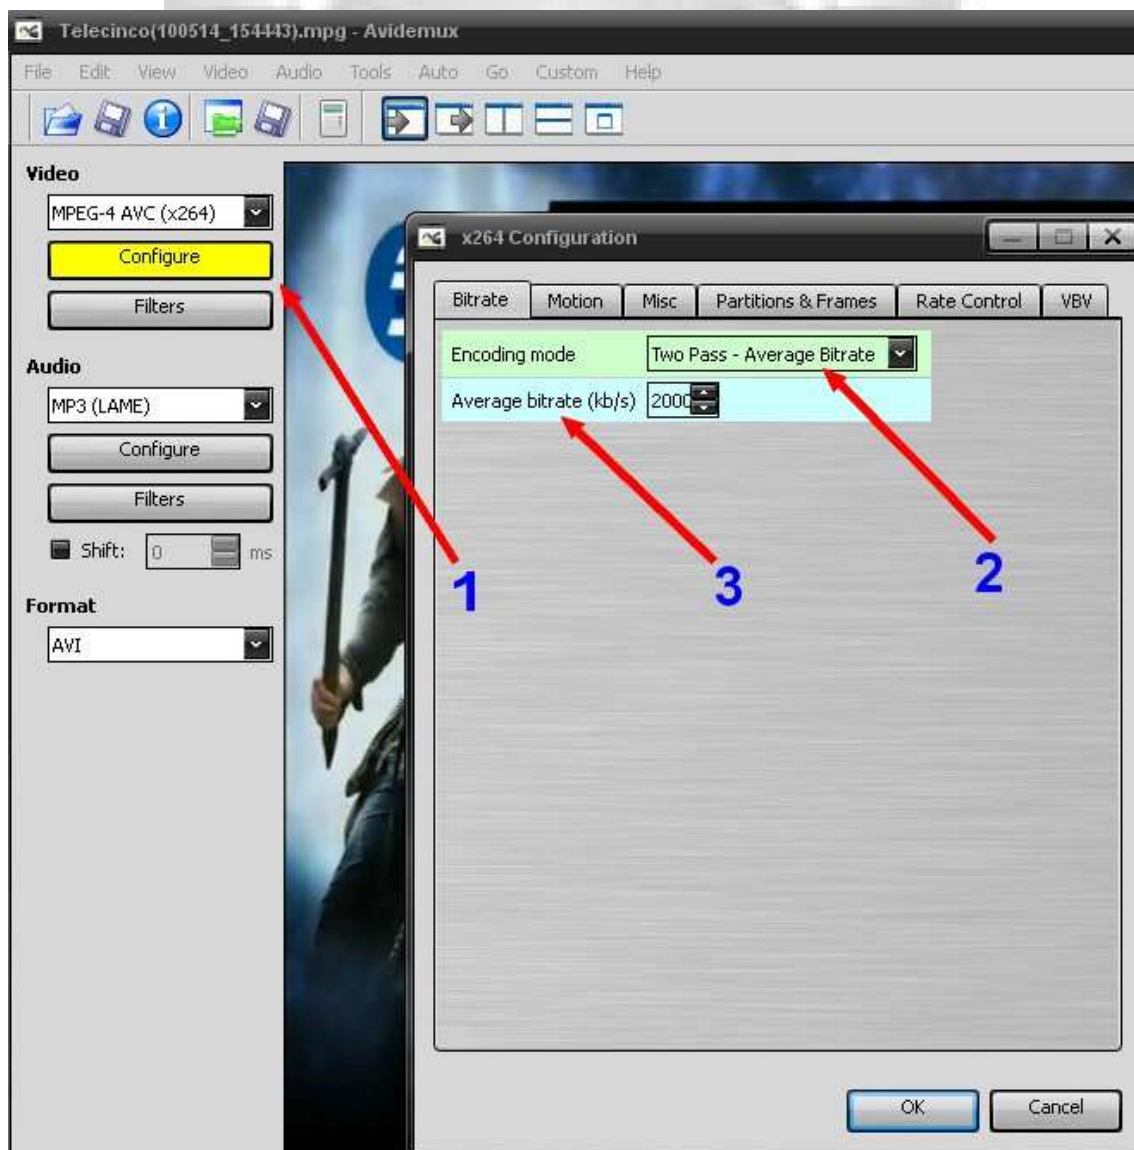 Telecinco(100514_154443).mpg - Avidemux
File Edit View Video Audio Tools Auto Go Custom Help
Video
MPEG-4 AVC (x264)
Configure
Filters
Audio
MP3 (LAME)
Configure
Filters
Shift: 0 ms
Format
AVI
x264 Configuration
Bitrate Motion Misc Partitions & Frames Rate Control VBV
Encoding mode Two Pass - Average Bitrate
Average bitrate (kb/s) 2000
1
3
2
OK Cancel